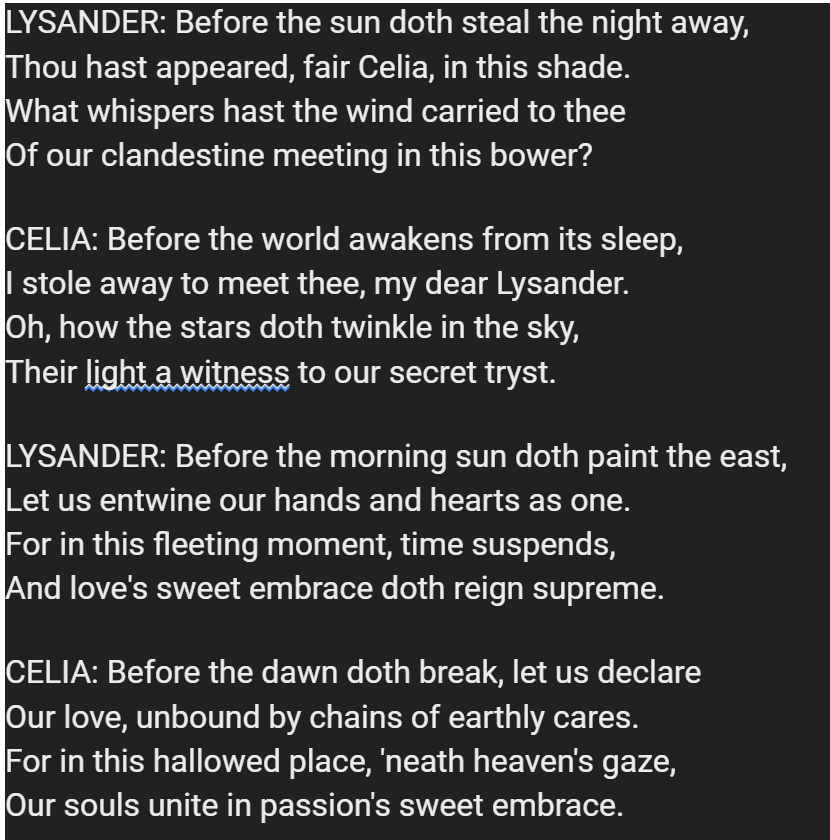 LYSANDER: Before the sun doth steal the night away,
Thou hast appeared, fair Celia, in this shade.
What whispers hast the wind carried to thee
Of our clandestine meeting in this bower?
CELIA: Before the world awakens from its sleep,
I stole away to meet thee, my dear Lysander.
Oh, how the stars doth twinkle in the sky,
Their light a witness to our secret tryst.
LYSANDER: Before the morning sun doth paint the east,
Let us entwine our hands and hearts as one.
For in this fleeting moment, time suspends,
And love's sweet embrace doth reign supreme.
CELIA: Before the dawn doth break, let us declare
Our love, unbound by chains of earthly cares.
For in this hallowed place, 'neath heaven's gaze,
Our souls unite in passion's sweet embrace.